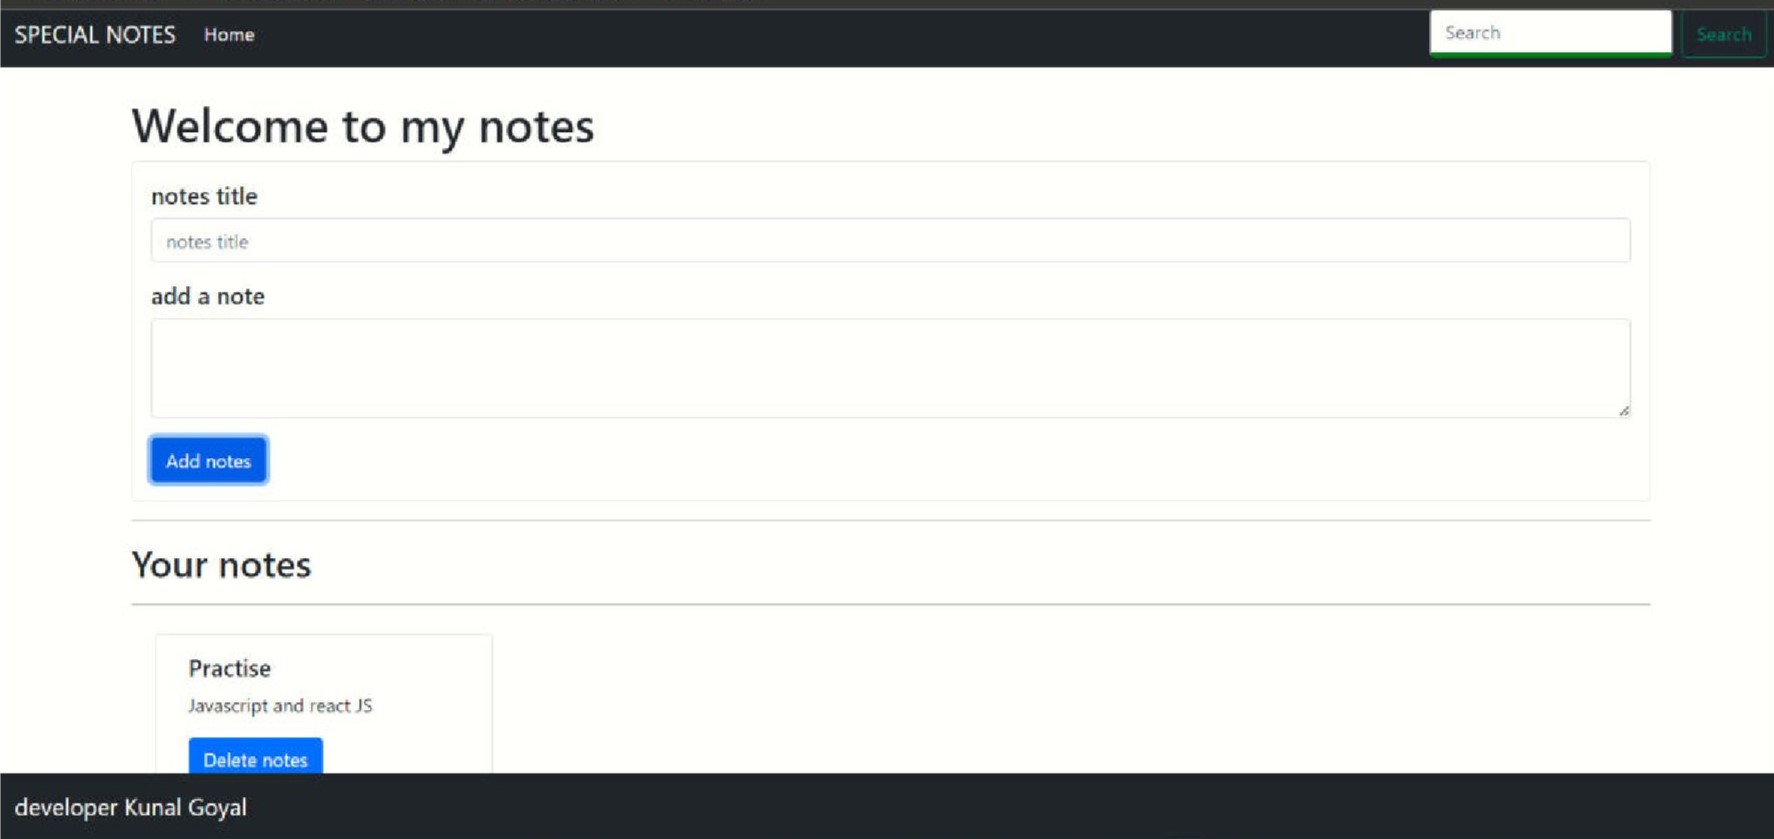 SPECIAL NOTES Home Search Search
Welcome to my notes
notes title
notes title
add a note
Add notes
Your notes
Practise
Javascript and react JS
Delete notes
developer Kunal Goyal